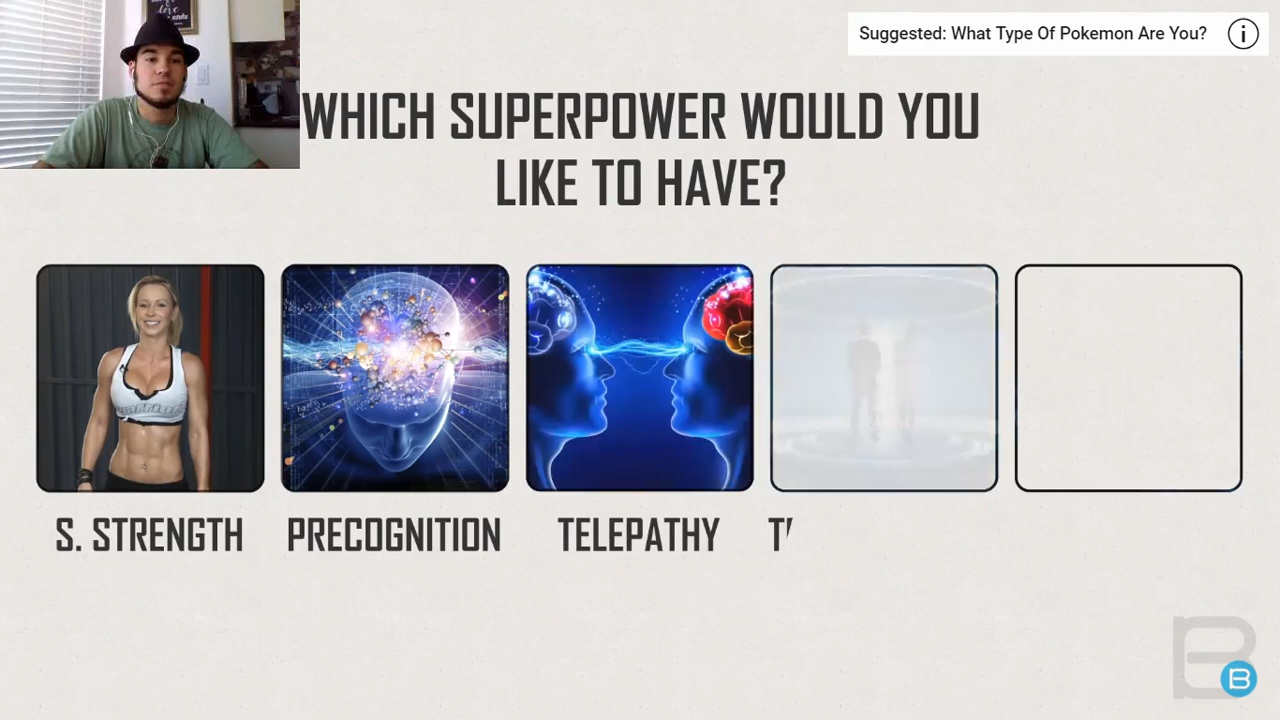 Suggested: What Type Of Pokemon Are You?
WHICH SUPERPOWER WOULD YOU
LIKE TO HAVE?
S. STRENGTH
PRECOGNITION
TELEPATHY
B